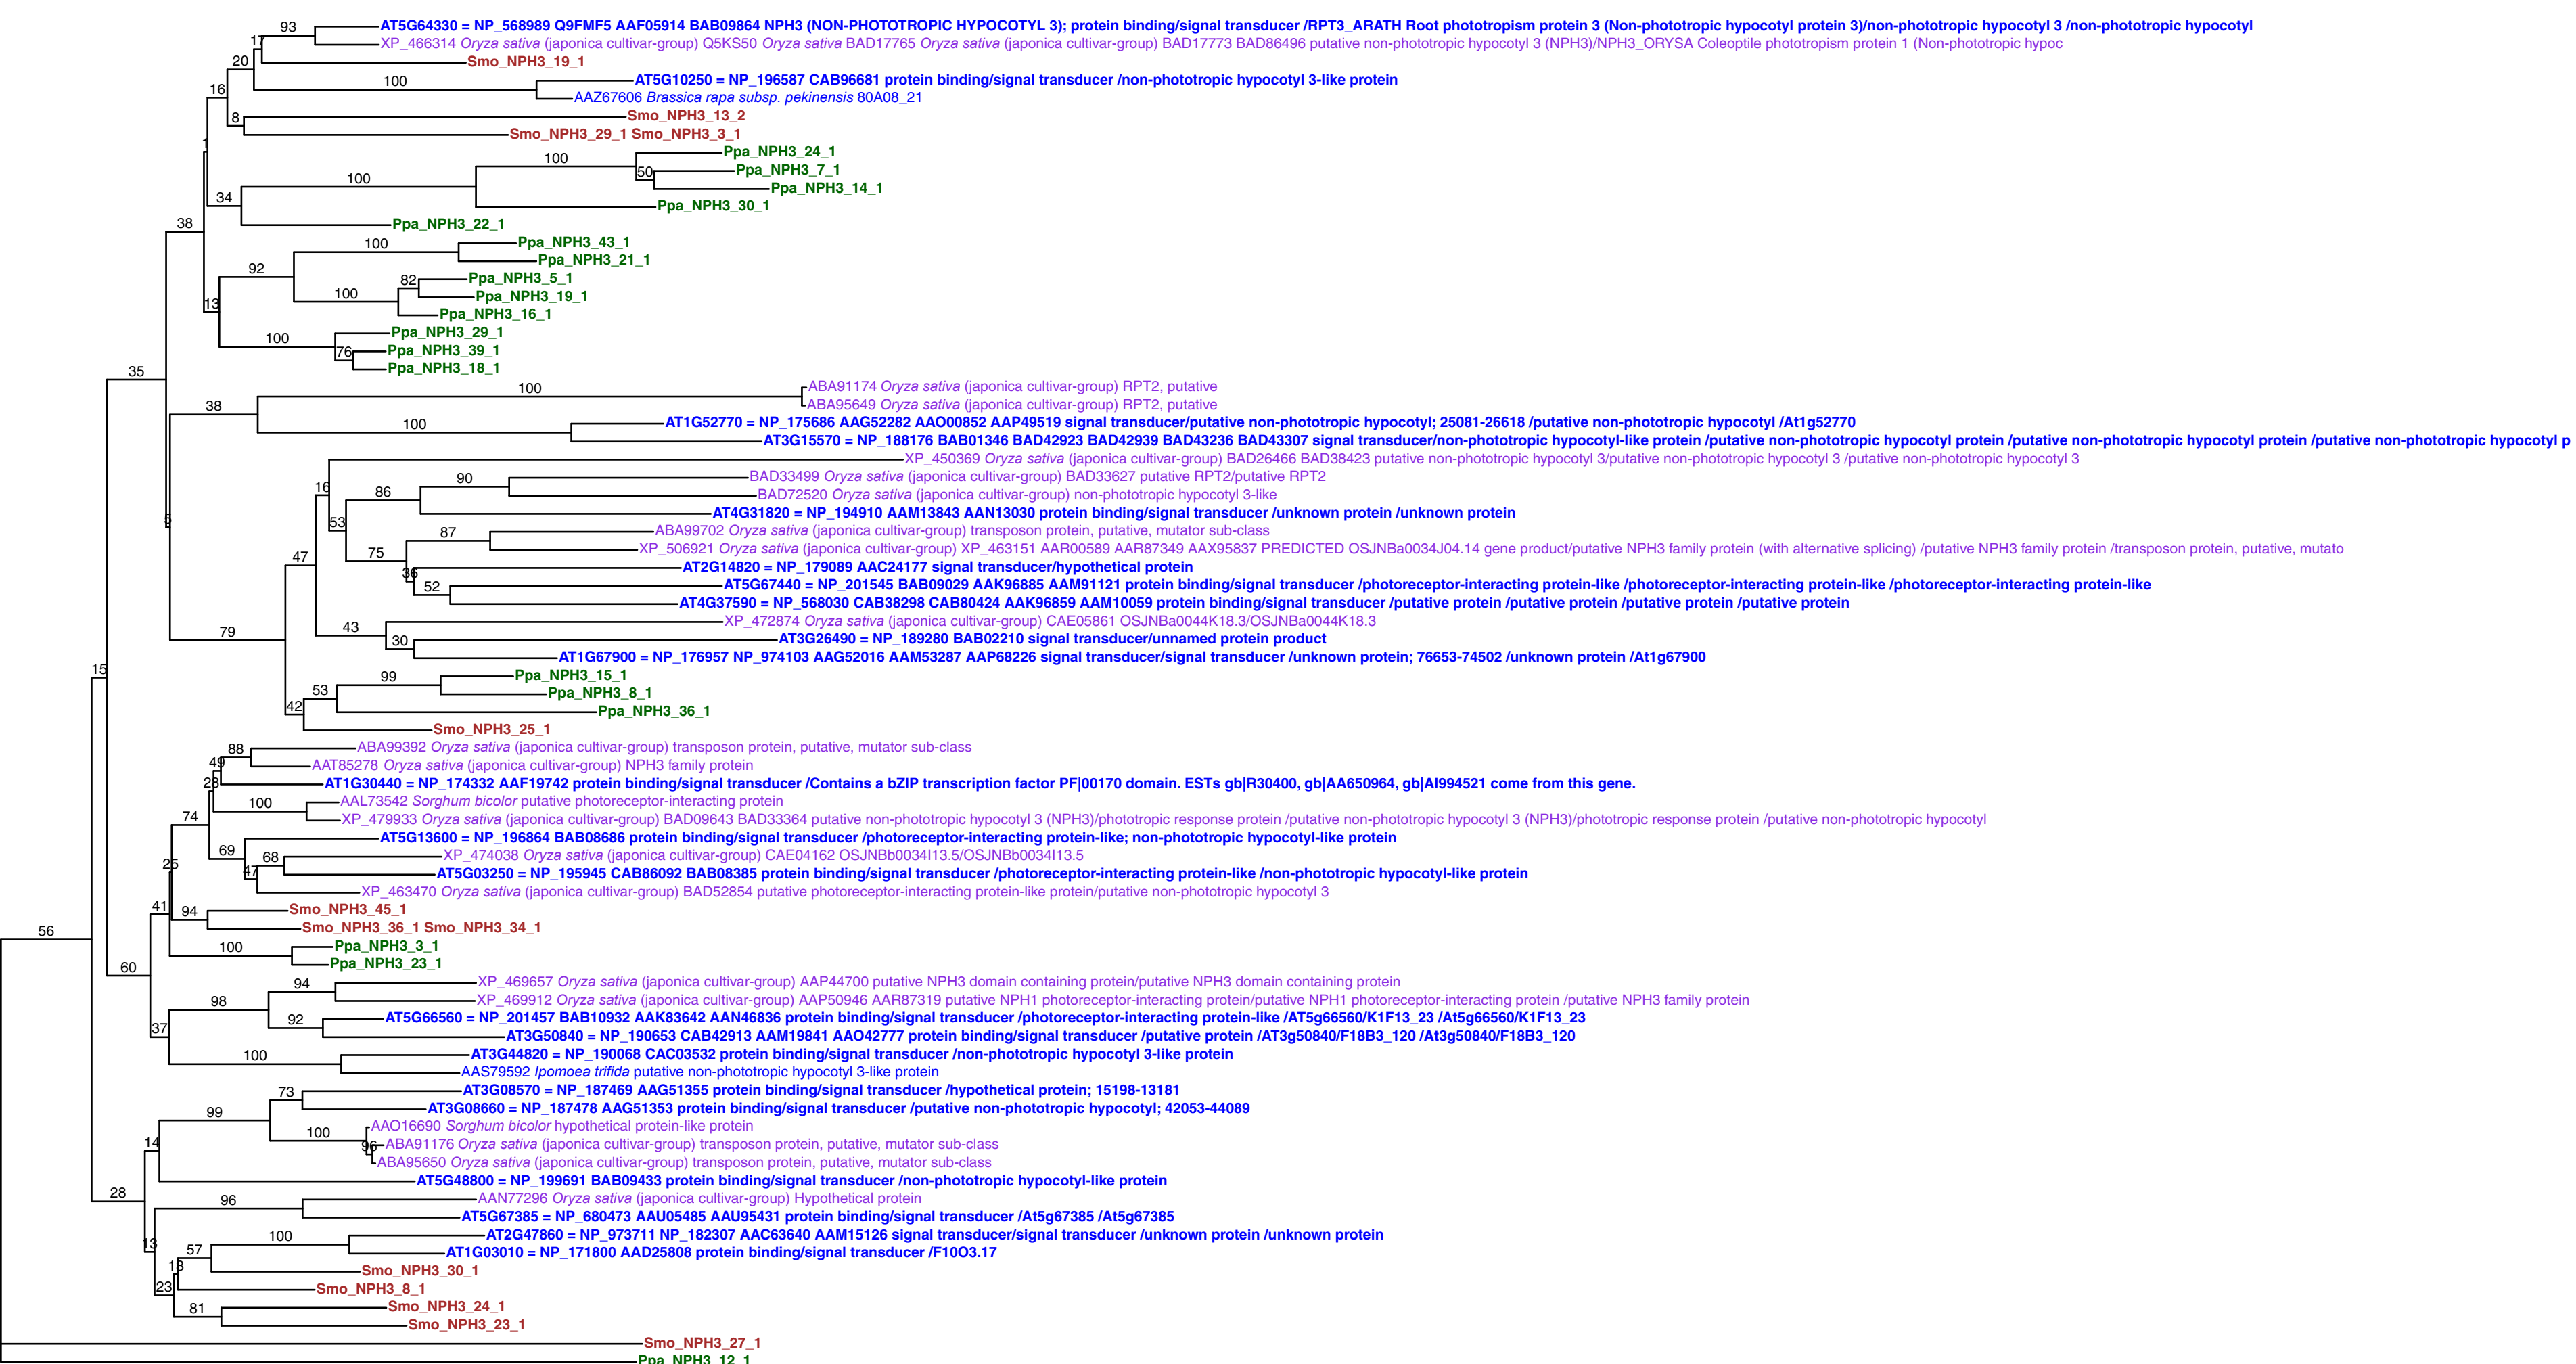 93
AT5G64330 = NP_568989 Q9FMF5 AAF05914 BAB09864 NPH3 (NON-PHOTOTROPIC HYPOCOTYL 3); protein binding/signal transducer /RPT3_ARATH Root phototropism protein 3 (Non-phototropic hypocotyl protein 3)/non-phototropic hypocotyl 3 /non-phototropic hypocotyl
17
XP_466314 Oryza sativa (japonica cultivar-group) Q5KS50 Oryza sativa BAD17765 Oryza sativa (japonica cultivar-group) BAD17773 BAD86496 putative non-phototropic hypocotyl 3 (NPH3)/NPH3_ORYSA Coleoptile phototropism protein 1 (Non-phototropic hypoc
20 Smo_NPH3_19_1
100 AT5G10250 = NP_196587 CAB96681 protein binding/signal transducer /non-phototropic hypocotyl 3-like protein
16 AAZ67606 Brassica rapa subsp. pekinensis 80A08_21
8 Smo_NPH3_13_2
Smo_NPH3_29_1 Smo_NPH3_3_1
1
100 Ppa_NPH3_24_1
50 Ppa_NPH3_7_1
100 Ppa_NPH3_14_1
34 Ppa_NPH3_30_1
38 Ppa_NPH3_22_1
100 Ppa_NPH3_43_1
92 Ppa_NPH3_21_1
82 Ppa_NPH3_5_1
100 Ppa_NPH3_19_1
13 Ppa_NPH3_16_1
100 Ppa_NPH3_29_1
76 Ppa_NPH3_39_1
35 Ppa_NPH3_18_1
100 ABA91174 Oryza sativa (japonica cultivar-group) RPT2, putative
38 ABA95649 Oryza sativa (japonica cultivar-group) RPT2, putative
100 AT1G52770 = NP_175686 AAG52282 AAO00852 AAP49519 signal transducer/putative non-phototropic hypocotyl; 25081-26618 /putative non-phototropic hypocotyl /At1g52770
AT3G15570 = NP_188176 BAB01346 BAD42923 BAD42939 BAD43236 BAD43307 signal transducer/non-phototropic hypocotyl-like protein /putative non-phototropic hypocotyl protein /putative non-phototropic hypocotyl protein /putative non-phototropic hypocotyl p
XP_450369 Oryza sativa (japonica cultivar-group) BAD26466 BAD38423 putative non-phototropic hypocotyl 3/putative non-phototropic hypocotyl 3 /putative non-phototropic hypocotyl 3
90 BAD33499 Oryza sativa (japonica cultivar-group) BAD33627 putative RPT2/putative RPT2
16 86 BAD72520 Oryza sativa (japonica cultivar-group) non-phototropic hypocotyl 3-like
5 53 AT4G31820 = NP_194910 AAM13843 AAN13030 protein binding/signal transducer /unknown protein /unknown protein
87 ABA99702 Oryza sativa (japonica cultivar-group) transposon protein, putative, mutator sub-class
47 75 XP_506921 Oryza sativa (japonica cultivar-group) XP_463151 AAR00589 AAR87349 AAX95837 PREDICTED OSJNBa0034J04.14 gene product/putative NPH3 family protein (with alternative splicing) /putative NPH3 family protein /transposon protein, putative, mutato
36 AT2G14820 = NP_179089 AAC24177 signal transducer/hypothetical protein
52 AT5G67440 = NP_201545 BAB09029 AAK96885 AAM91121 protein binding/signal transducer /photoreceptor-interacting protein-like /photoreceptor-interacting protein-like /photoreceptor-interacting protein-like
AT4G37590 = NP_568030 CAB38298 CAB80424 AAK96859 AAM10059 protein binding/signal transducer /putative protein /putative protein /putative protein /putative protein
79 43 XP_472874 Oryza sativa (japonica cultivar-group) CAE05861 OSJNBa0044K18.3/OSJNBa0044K18.3
30 AT3G26490 = NP_189280 BAB02210 signal transducer/unnamed protein product
AT1G67900 = NP_176957 NP_974103 AAG52016 AAM53287 AAP68226 signal transducer/signal transducer /unknown protein; 76653-74502 /unknown protein /At1g67900
15 99 Ppa_NPH3_15_1
53 Ppa_NPH3_8_1
42 Ppa_NPH3_36_1
Smo_NPH3_25_1
88 ABA99392 Oryza sativa (japonica cultivar-group) transposon protein, putative, mutator sub-class
49 AAT85278 Oryza sativa (japonica cultivar-group) NPH3 family protein
28 AT1G30440 = NP_174332 AAF19742 protein binding/signal transducer /Contains a bZIP transcription factor PF|00170 domain. ESTs gb|R30400, gb|AA650964, gb|AI994521 come from this gene.
100 AAL73542 Sorghum bicolor putative photoreceptor-interacting protein
74 XP_479933 Oryza sativa (japonica cultivar-group) BAD09643 BAD33364 putative non-phototropic hypocotyl 3 (NPH3)/phototropic response protein /putative non-phototropic hypocotyl 3 (NPH3)/phototropic response protein /putative non-phototropic hypocotyl
AT5G13600 = NP_196864 BAB08686 protein binding/signal transducer /photoreceptor-interacting protein-like; non-phototropic hypocotyl-like protein
69 68 XP_474038 Oryza sativa (japonica cultivar-group) CAE04162 OSJNBb0034I13.5/OSJNBb0034I13.5
25 47 AT5G03250 = NP_195945 CAB86092 BAB08385 protein binding/signal transducer /photoreceptor-interacting protein-like /non-phototropic hypocotyl-like protein
XP_463470 Oryza sativa (japonica cultivar-group) BAD52854 putative photoreceptor-interacting protein-like protein/putative non-phototropic hypocotyl 3
41 94 Smo_NPH3_45_1
56 Smo_NPH3_36_1 Smo_NPH3_34_1
100 Ppa_NPH3_3_1
60 Ppa_NPH3_23_1
94 XP_469657 Oryza sativa (japonica cultivar-group) AAP44700 putative NPH3 domain containing protein/putative NPH3 domain containing protein
98 XP_469912 Oryza sativa (japonica cultivar-group) AAP50946 AAR87319 putative NPH1 photoreceptor-interacting protein/putative NPH1 photoreceptor-interacting protein /putative NPH3 family protein
92 AT5G66560 = NP_201457 BAB10932 AAK83642 AAN46836 protein binding/signal transducer /photoreceptor-interacting protein-like /AT5g66560/K1F13_23 /At5g66560/K1F13_23
37 AT3G50840 = NP_190653 CAB42913 AAM19841 AAO42777 protein binding/signal transducer /putative protein /AT3g50840/F18B3_120 /At3g50840/F18B3_120
100 AT3G44820 = NP_190068 CAC03532 protein binding/signal transducer /non-phototropic hypocotyl 3-like protein
AAS79592 Ipomoea trifida putative non-phototropic hypocotyl 3-like protein
73 AT3G08570 = NP_187469 AAG51355 protein binding/signal transducer /hypothetical protein; 15198-13181
99 AT3G08660 = NP_187478 AAG51353 protein binding/signal transducer /putative non-phototropic hypocotyl; 42053-44089
100 AAO16690 Sorghum bicolor hypothetical protein-like protein
14 96 ABA91176 Oryza sativa (japonica cultivar-group) transposon protein, putative, mutator sub-class
ABA95650 Oryza sativa (japonica cultivar-group) transposon protein, putative, mutator sub-class
28 AT5G48800 = NP_199691 BAB09433 protein binding/signal transducer /non-phototropic hypocotyl-like protein
96 AAN77296 Oryza sativa (japonica cultivar-group) Hypothetical protein
AT5G67385 = NP_680473 AAU05485 AAU95431 protein binding/signal transducer /At5g67385 /At5g67385
100 AT2G47860 = NP_973711 NP_182307 AAC63640 AAM15126 signal transducer/signal transducer /unknown protein /unknown protein
13 57 AT1G03010 = NP_171800 AAD25808 protein binding/signal transducer /F10O3.17
13 Smo_NPH3_30_1
23 Smo_NPH3_8_1
81 Smo_NPH3_24_1
Smo_NPH3_23_1
Smo_NPH3_27_1
Ppa_NPH3_12_1